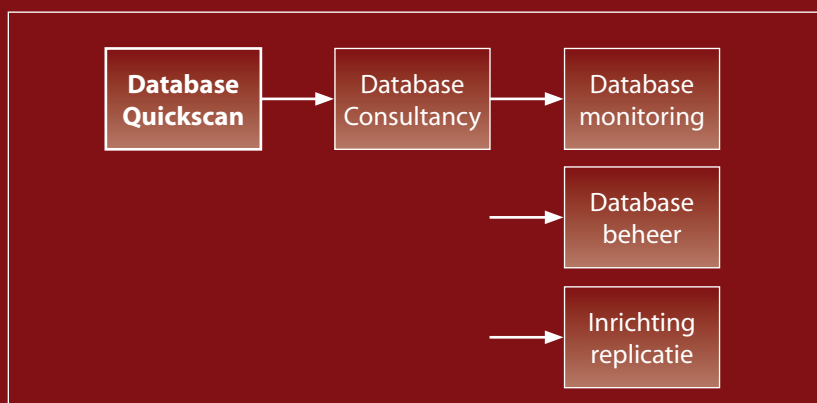 Database
Quickscan
Database
Consultancy
Database
monitoring
Database
beheer
Inrichting
replicatie